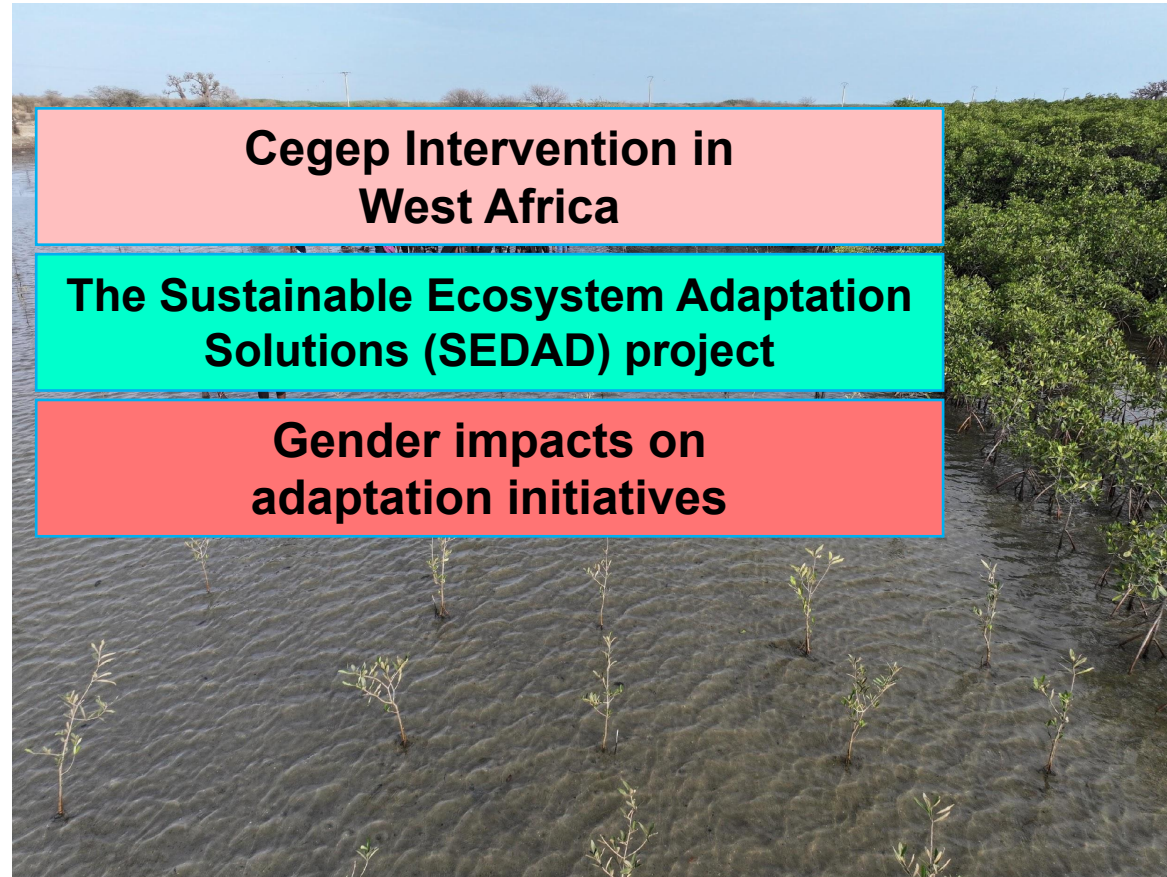 Cegep Intervention in
West Africa
The Sustainable Ecosystem Adaptation
Solutions (SEDAD) project
Gender impacts on
adaptation initiatives